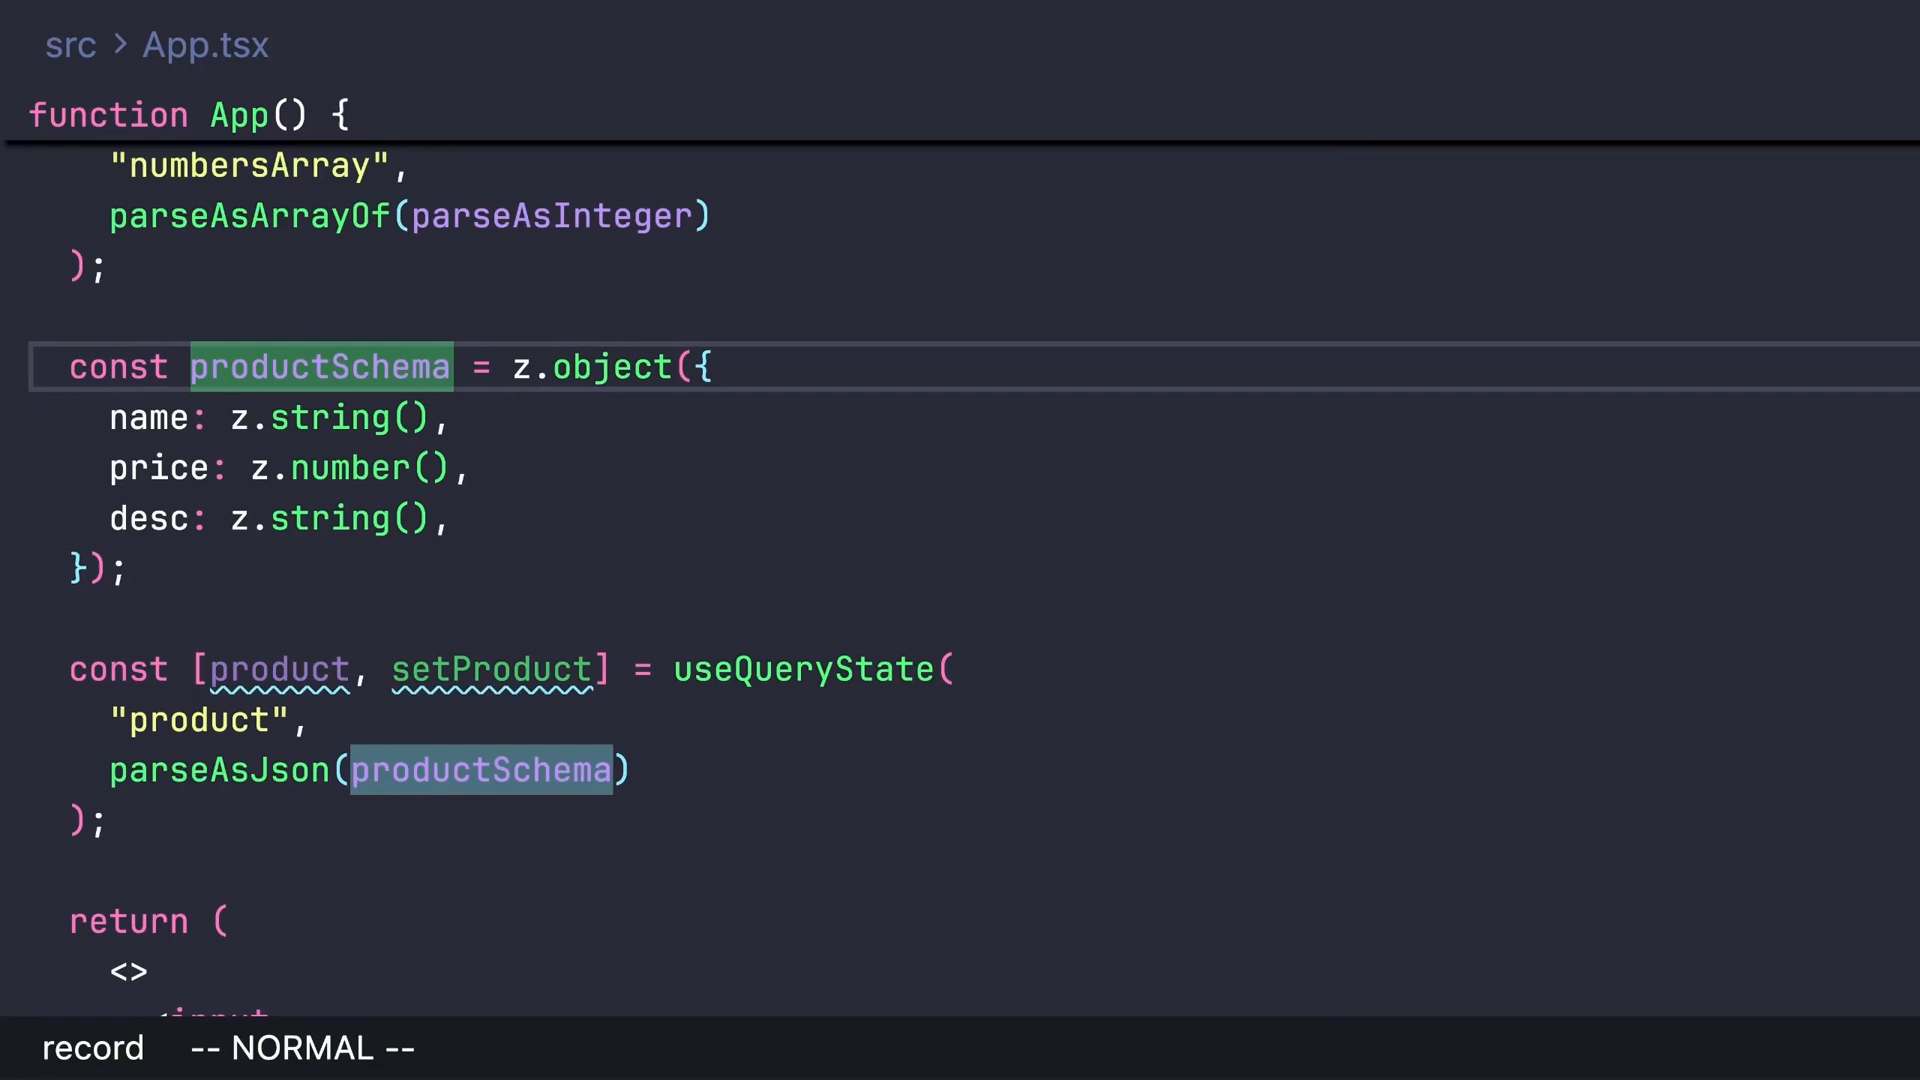 src > App.tsx
function App() {
"numbersArray",
parseAsArrayOf(parseAsInteger)
);
const productSchema = z.object({
name: z.string(),
price: z.number(),
desc: z.string(),
});
const [product, setProduct] = useQueryState(
"product",
parseAsJson(productSchema)
);
return (
<>
<input
record -- NORMAL --